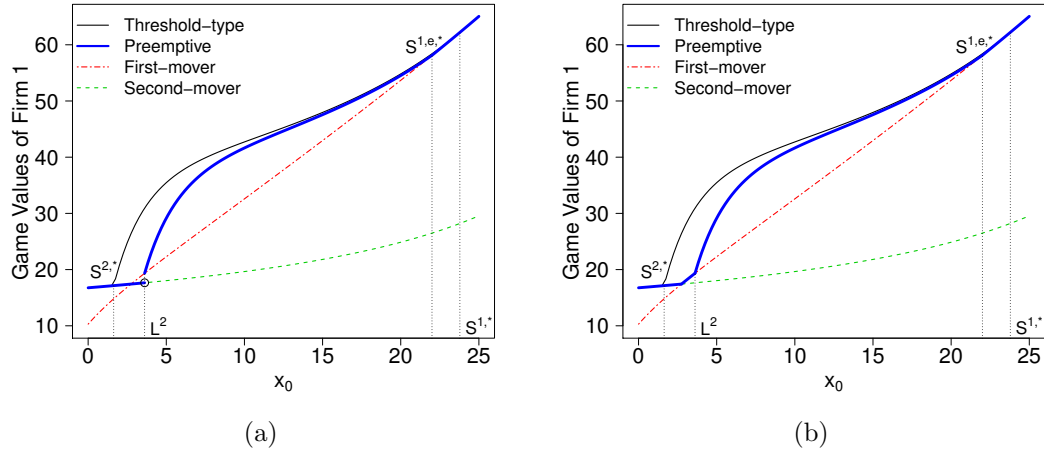 Game Values of Firm 1
Threshold−type
Preemptive
First−mover
Second−mover
60
50
40
30
20
10
S^{1,e,*}
S^{2,*}
L^2
S^{1,*}
0 5 10 15 20 25
x_0
(a)
Game Values of Firm 1
Threshold−type
Preemptive
First−mover
Second−mover
60
50
40
30
20
10
S^{1,e,*}
S^{2,*}
L^2
S^{1,*}
0 5 10 15 20 25
x_0
(b)